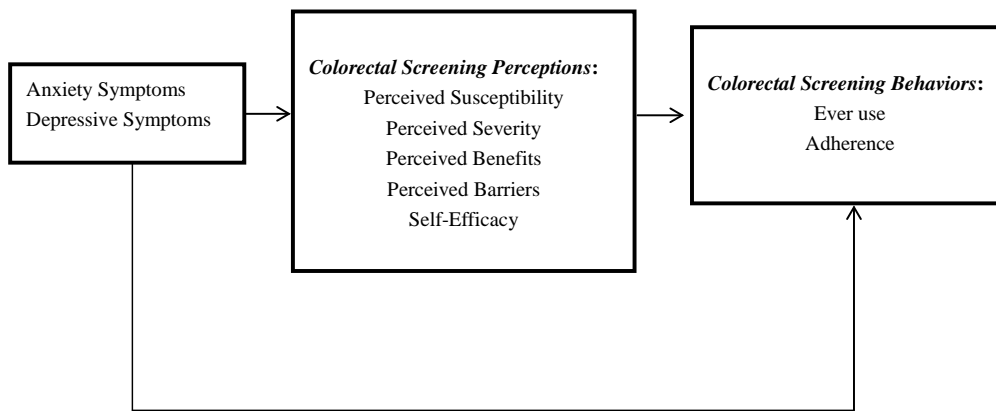 Anxiety Symptoms
Depressive Symptoms
Colorectal Screening Perceptions:
Perceived Susceptibility
Perceived Severity
Perceived Benefits
Perceived Barriers
Self-Efficacy
Colorectal Screening Behaviors:
Ever use
Adherence